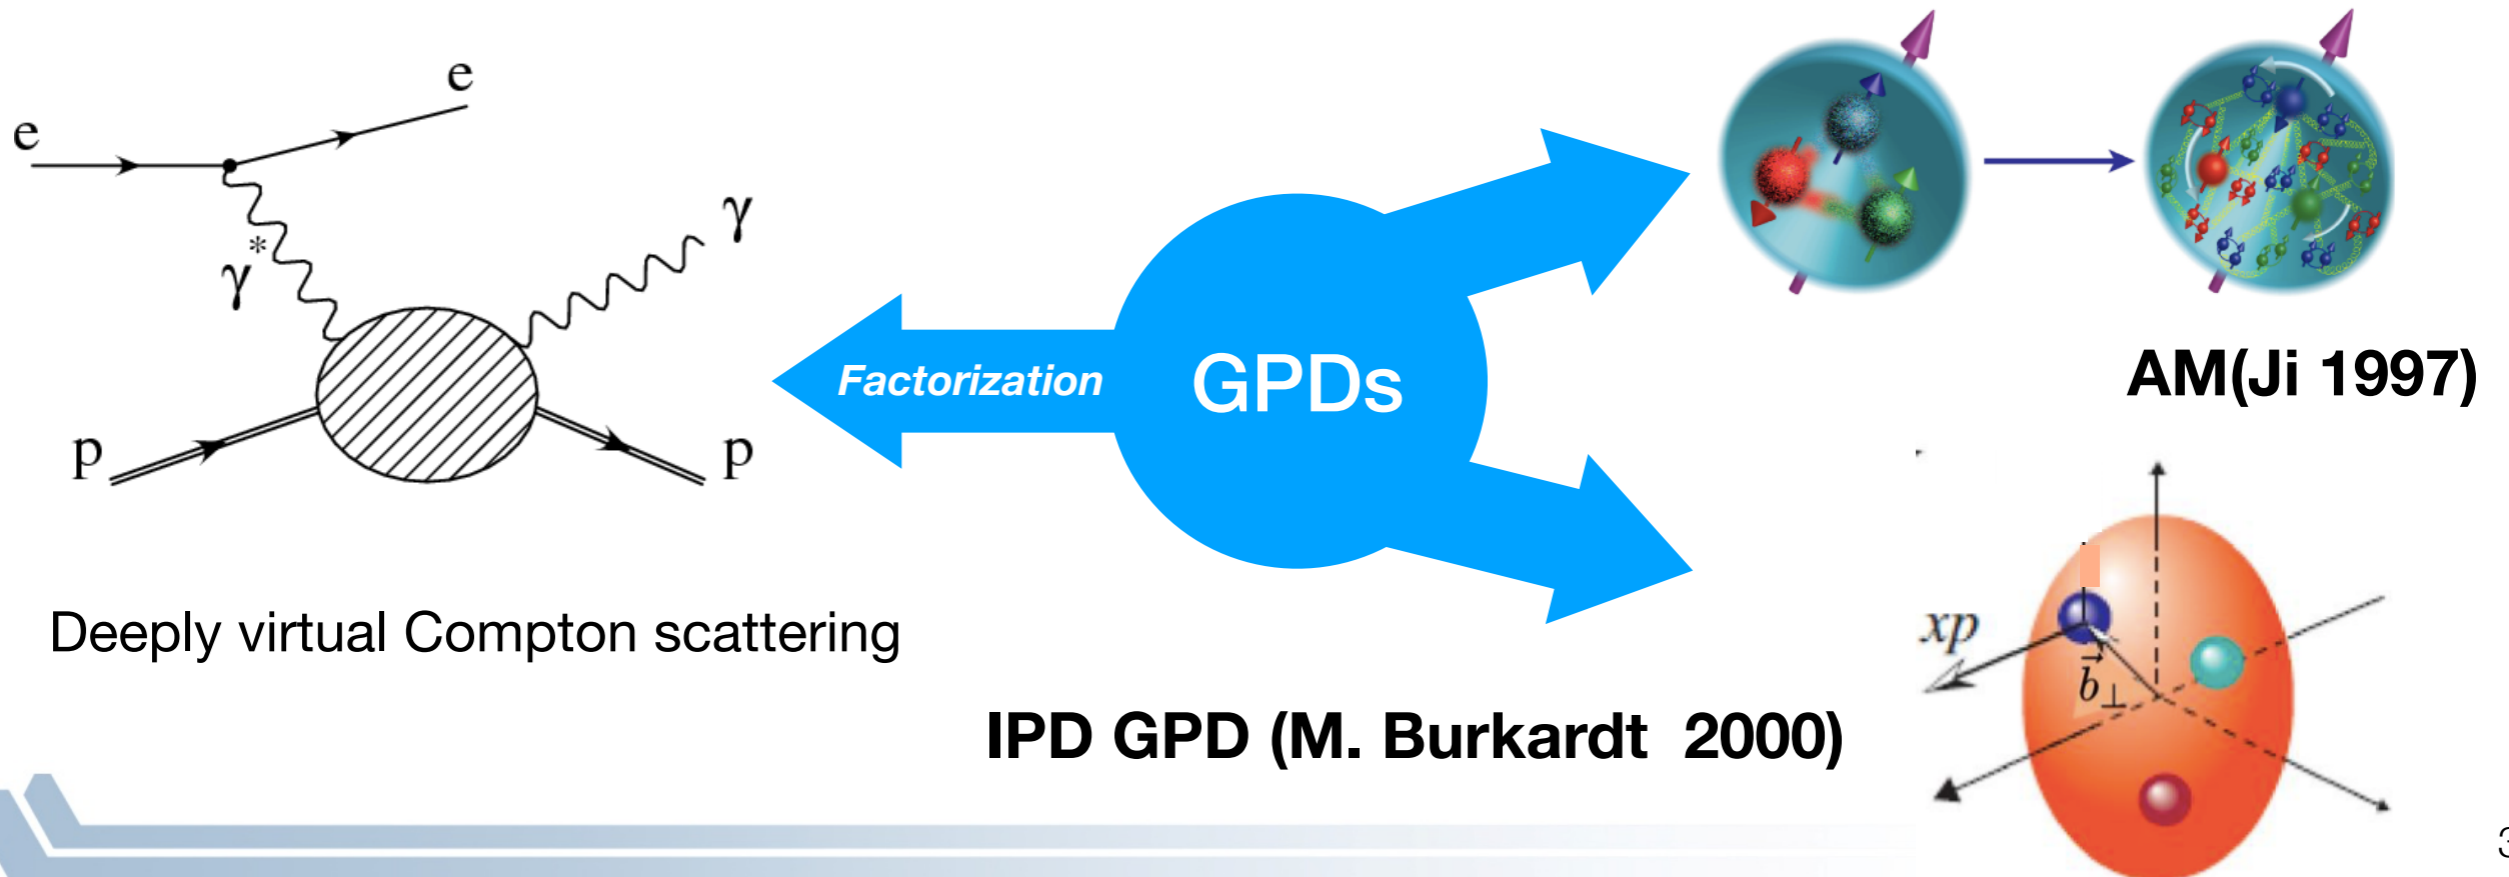 e
e
γ*
γ
p
p
Factorization
GPDs
AM(Ji 1997)
Deeply virtual Compton scattering
xp
b⃗⊥
IPD GPD (M. Burkardt 2000)
3